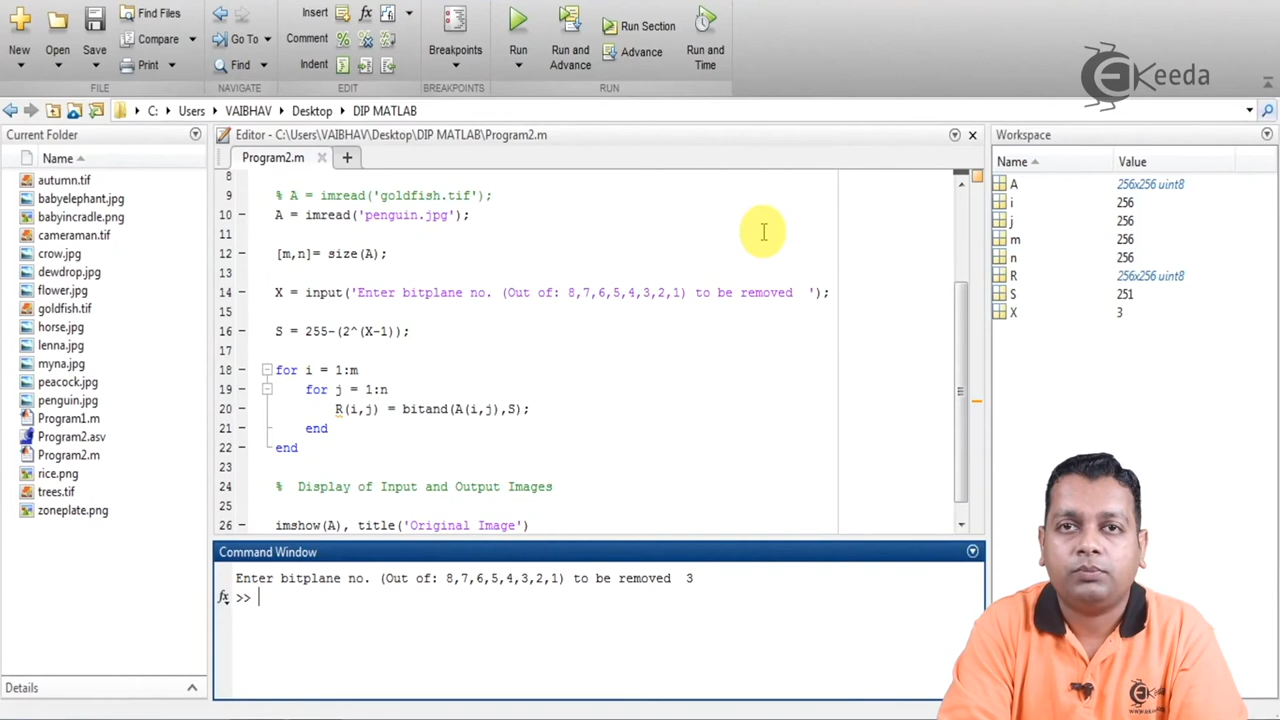 New
Open
Save
Find Files
Compare
Print
FILE
Go To
Find
NAVIGATE
Insert fx
Comment %
Indent
EDIT
Breakpoints
BREAKPOINTS
Run
Run and
Advance
Run Section
Advance
Run and
Time
RUN
eKeeda
C: Users VAIBHAV Desktop DIP MATLAB
Current Folder
Name
autumn.tif
babyelephant.jpg
babyincradle.png
cameraman.tif
crow.jpg
dewdrop.jpg
flower.jpg
goldfish.tif
horse.jpg
lenna.jpg
myna.jpg
peacock.jpg
penguin.jpg
Program1.m
Program2.asv
Program2.m
rice.png
trees.tif
zoneplate.png
Details
Editor - C:\Users\VAIBHAV\Desktop\DIP MATLAB\Program2.m
Program2.m
8
9 % A = imread('goldfish.tif');
10 A = imread('penguin.jpg');
11
12 [m,n]= size(A);
13
14 X = input('Enter bitplane no. (Out of: 8,7,6,5,4,3,2,1) to be removed  ');
15
16 S = 255-(2^(X-1));
17
18 for i = 1:m
19 for j = 1:n
20 R(i,j) = bitand(A(i,j),S);
21 end
22 end
23
24 %  Display of Input and Output Images
25
26 imshow(A), title('Original Image')
Command Window
Enter bitplane no. (Out of: 8,7,6,5,4,3,2,1) to be removed  3
fx >>
Workspace
Name Value
A 256x256 uint8
i 256
j 256
m 256
n 256
R 256x256 uint8
S 251
X 3
eKeeda